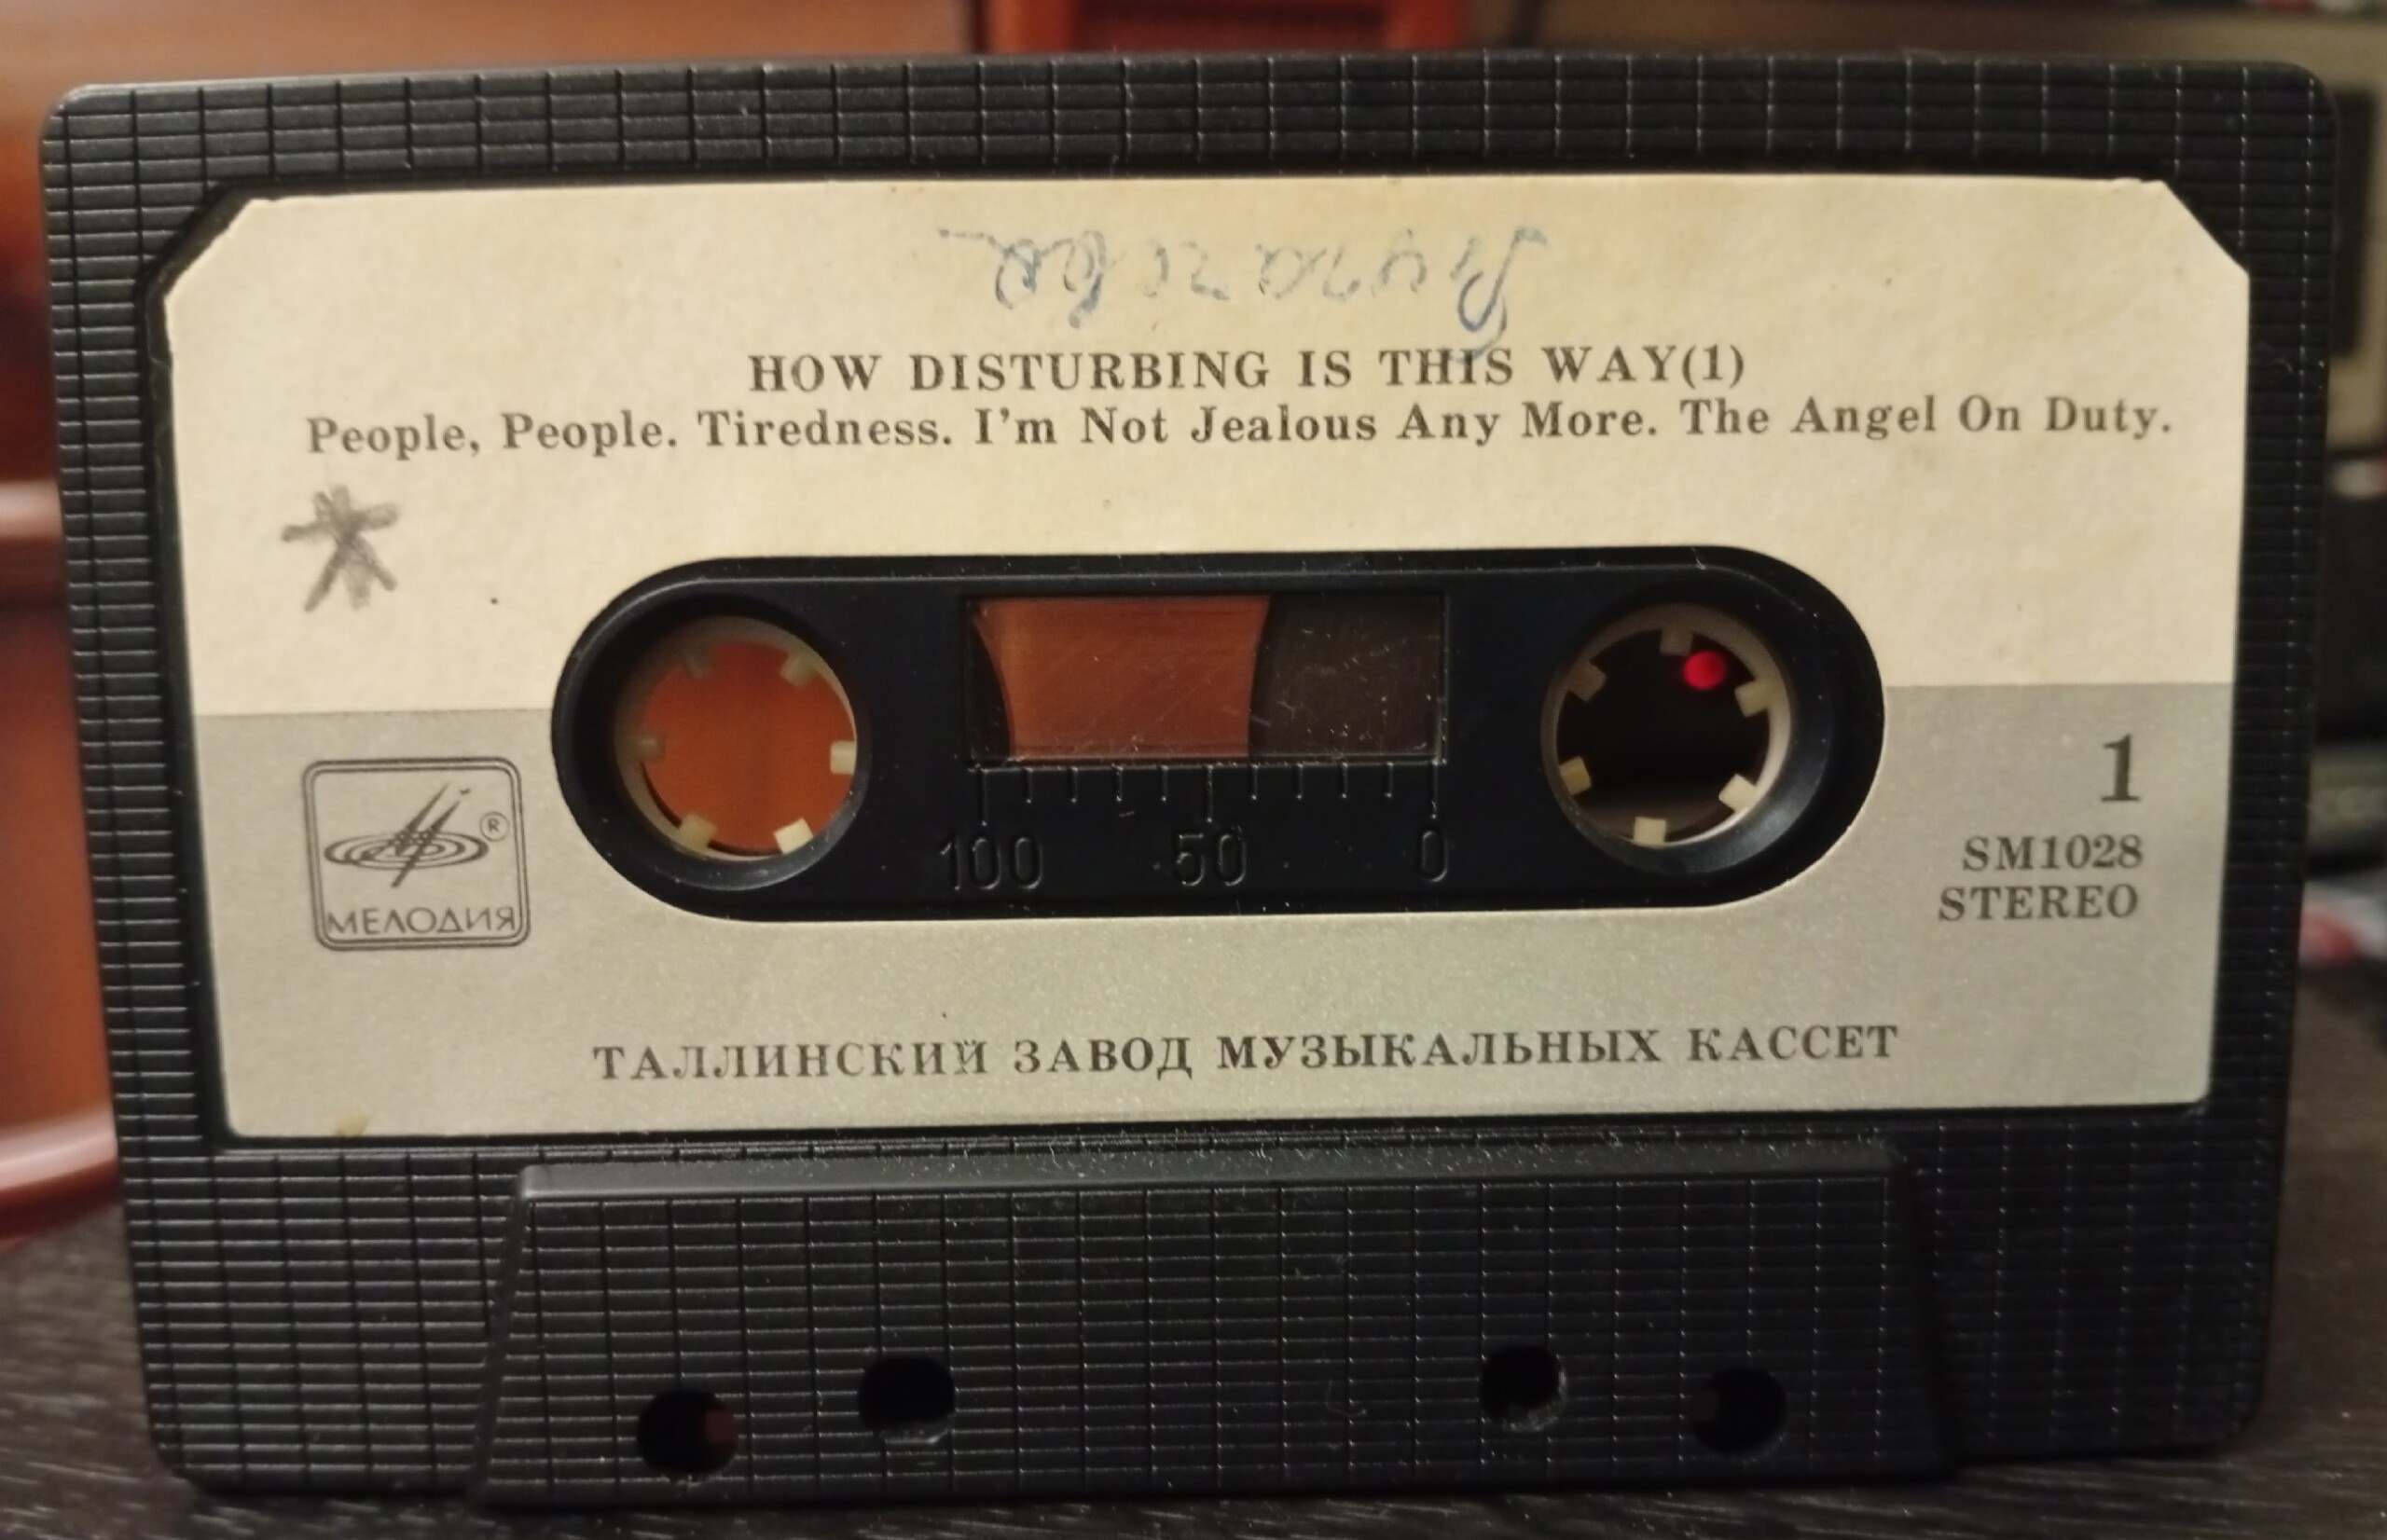 Пугачева
HOW DISTURBING IS THIS WAY(1)
People, People. Tiredness. I'm Not Jealous Any More. The Angel On Duty.
100 50 0
1
SM1028
STEREO
®
МЕЛОДИЯ
ТАЛЛИНСКИЙ ЗАВОД МУЗЫКАЛЬНЫХ КАССЕТ